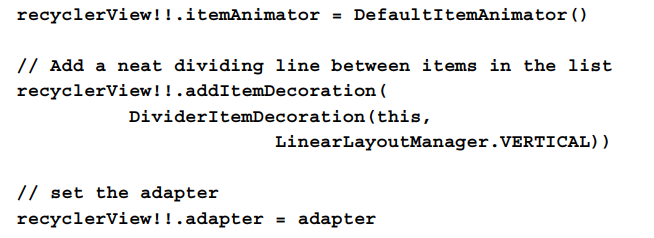 recyclerView!!.itemAnimator = DefaultItemAnimator()
// Add a neat dividing line between items in the list
recyclerView!!.addItemDecoration(
DividerItemDecoration(this,
LinearLayoutManager.VERTICAL))
// set the adapter
recyclerView!!.adapter = adapter